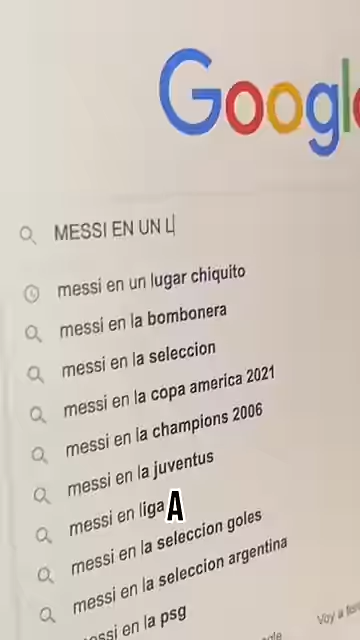 Google
MESSI EN UN L
messi en un lugar chiquito
messi en la bombonera
messi en la seleccion
messi en la copa america 2021
messi en la champions 2006
messi en la juventus
messi en liga
A
messi en la seleccion goles
messi en la seleccion argentina
messi en la psg
Voy a